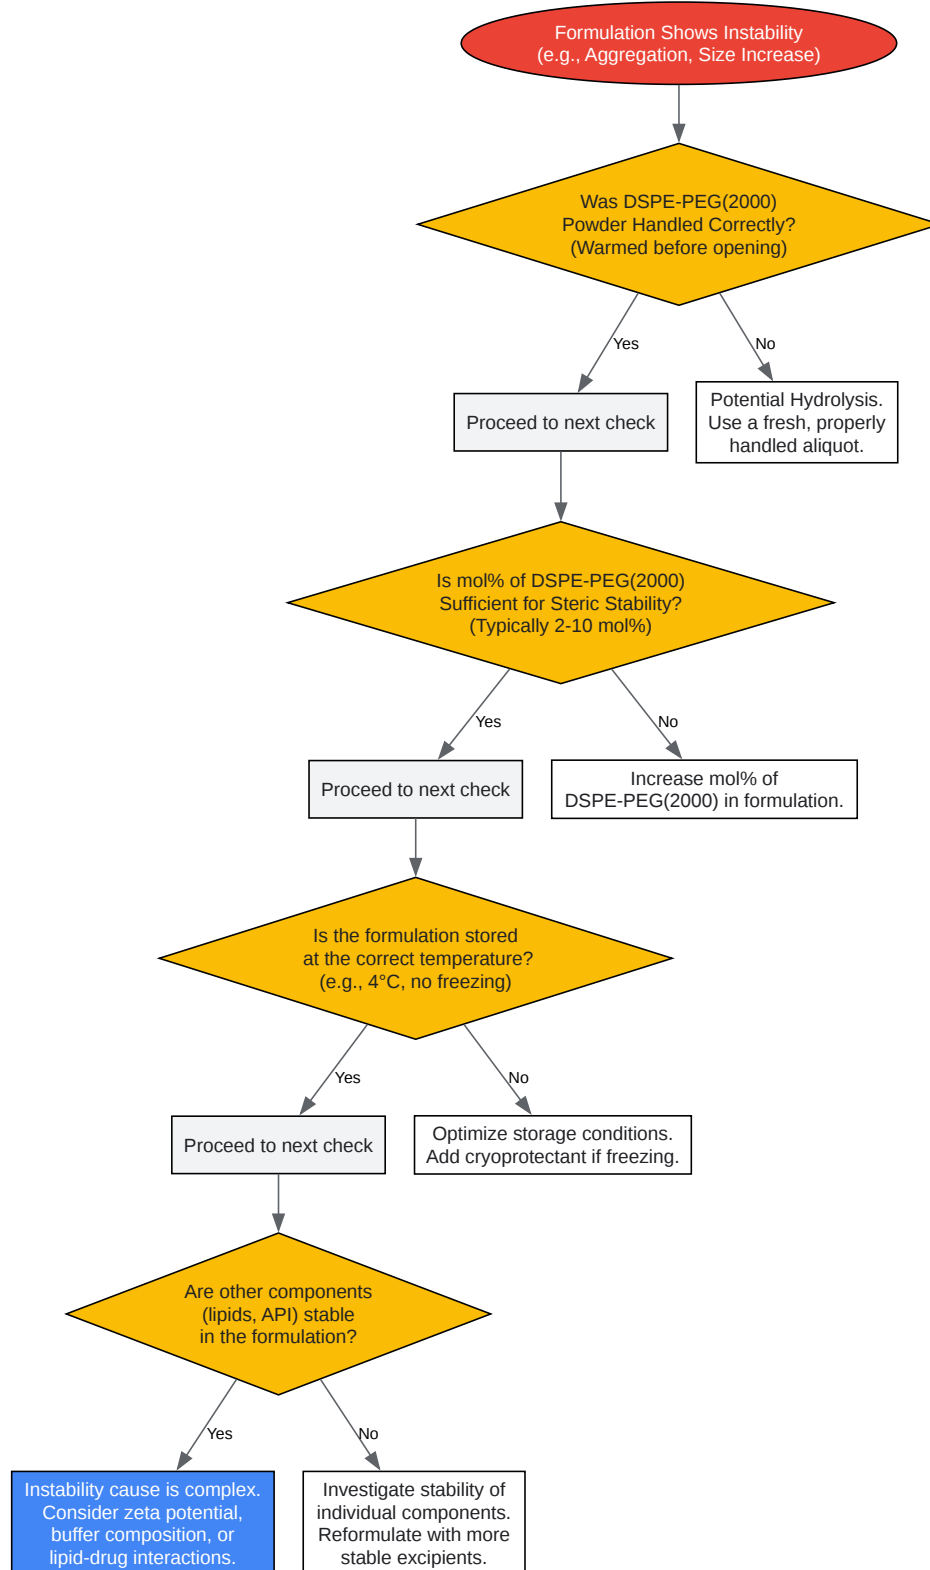 Formulation Shows Instability
(e.g., Aggregation, Size Increase)
Was DSPE-PEG(2000)
Powder Handled Correctly?
(Warmed before opening)
Yes
No
Proceed to next check
Potential Hydrolysis.
Use a fresh, properly
handled aliquot.
Is mol% of DSPE-PEG(2000)
Sufficient for Steric Stability?
(Typically 2-10 mol%)
Yes
No
Proceed to next check
Increase mol% of
DSPE-PEG(2000) in formulation.
Is the formulation stored
at the correct temperature?
(e.g., 4°C, no freezing)
Yes
No
Proceed to next check
Optimize storage conditions.
Add cryoprotectant if freezing.
Are other components
(lipids, API) stable
in the formulation?
Yes
No
Instability cause is complex.
Consider zeta potential,
buffer composition, or
lipid-drug interactions.
Investigate stability of
individual components.
Reformulate with more
stable excipients.